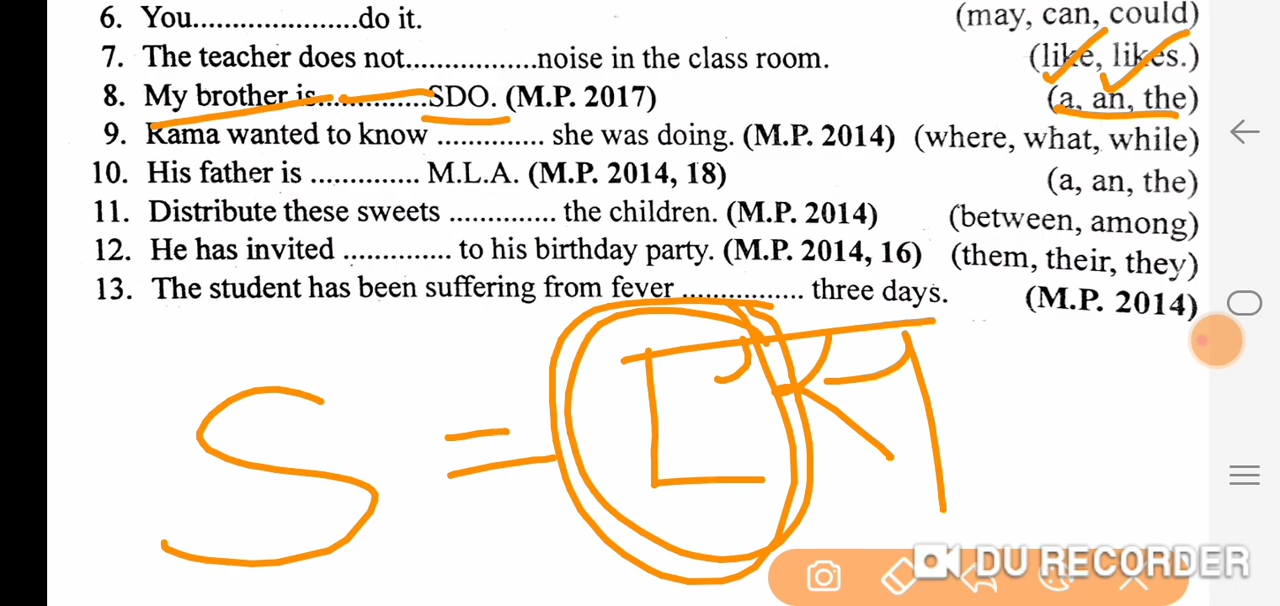 6. You.....................do it. (may, can, could)
7. The teacher does not.................noise in the class room. (like, likes.)
8. My brother is..............SDO. (M.P. 2017) (a, an, the)
9. Rama wanted to know .............. she was doing. (M.P. 2014) (where, what, while)
10. His father is .............. M.L.A. (M.P. 2014, 18) (a, an, the)
11. Distribute these sweets .............. the children. (M.P. 2014) (between, among)
12. He has invited .............. to his birthday party. (M.P. 2014, 16) (them, their, they)
13. The student has been suffering from fever ................ three days. (M.P. 2014)
S = एस
DU RECORDER